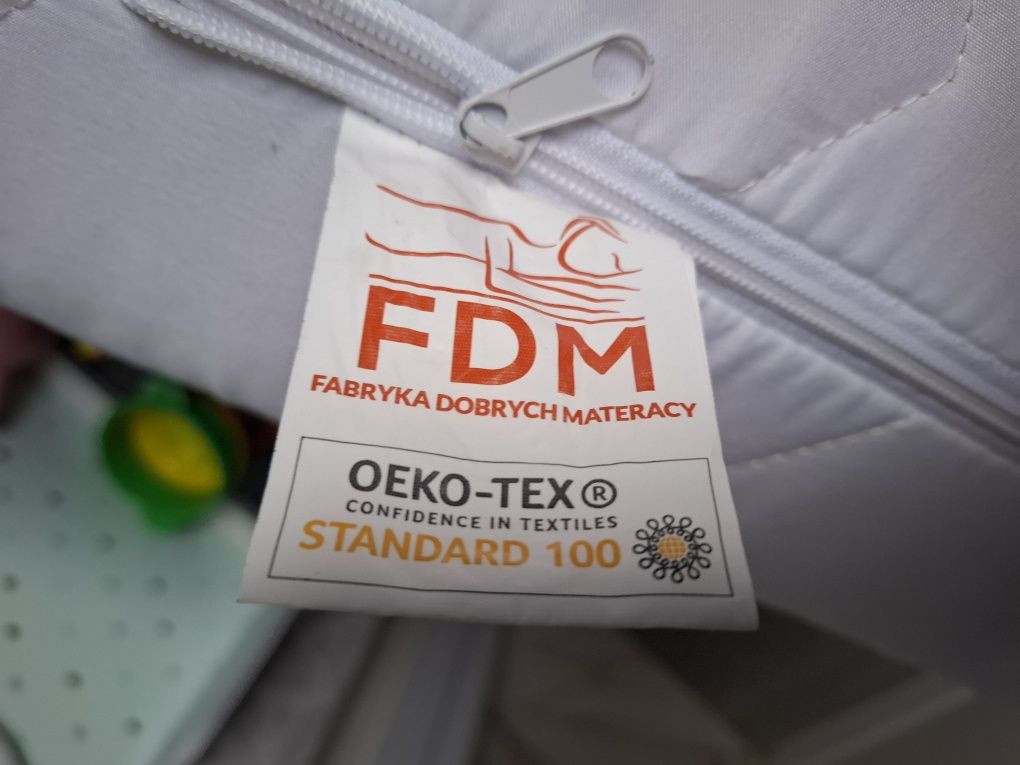 FDM
FABRYKA DOBRYCH MATERACY
OEKO-TEX®
CONFIDENCE IN TEXTILES
STANDARD 100